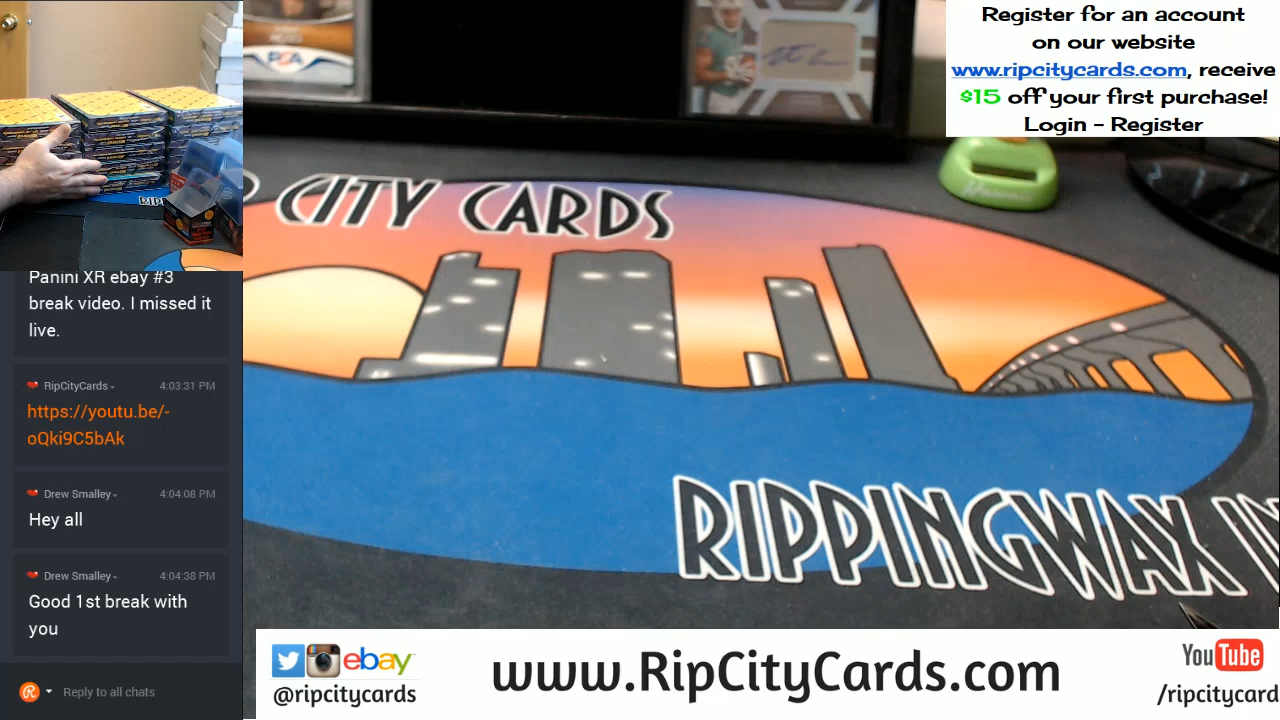 Register for an account
on our website
www.ripcitycards.com, receive
$15 off your first purchase!
Login - Register
CITY CARDS
RIPPINGWAX
Panini XR ebay #3
break video. I missed it
live.
RipCityCards
4:03:31 PM
https://youtu.be/-
oQki9C5bAk
Drew Smalley
4:04:08 PM
Hey all
Drew Smalley
4:04:38 PM
Good 1st break with
you
Reply to all chats
ebay
@ripcitycards
www.RipCityCards.com
YouTube
/ripcitycard